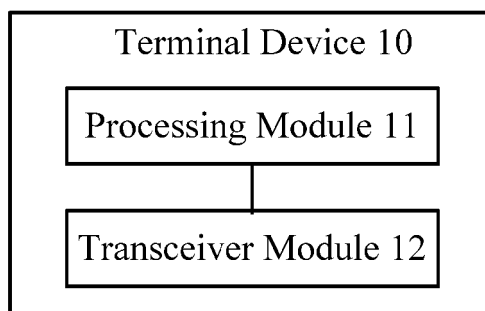 Terminal Device 10
Processing Module 11
Transceiver Module 12